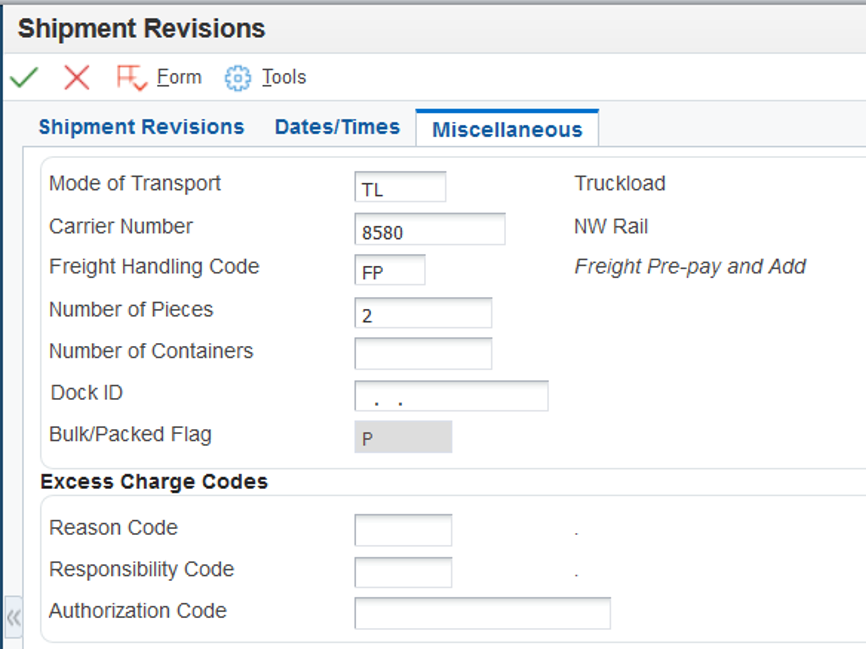 Shipment Revisions
Form Tools
Shipment Revisions Dates/Times Miscellaneous
Mode of Transport TL Truckload
Carrier Number 8580 NW Rail
Freight Handling Code FP Freight Pre-pay and Add
Number of Pieces 2
Number of Containers
Dock ID . .
Bulk/Packed Flag P
Excess Charge Codes
Reason Code .
Responsibility Code .
Authorization Code